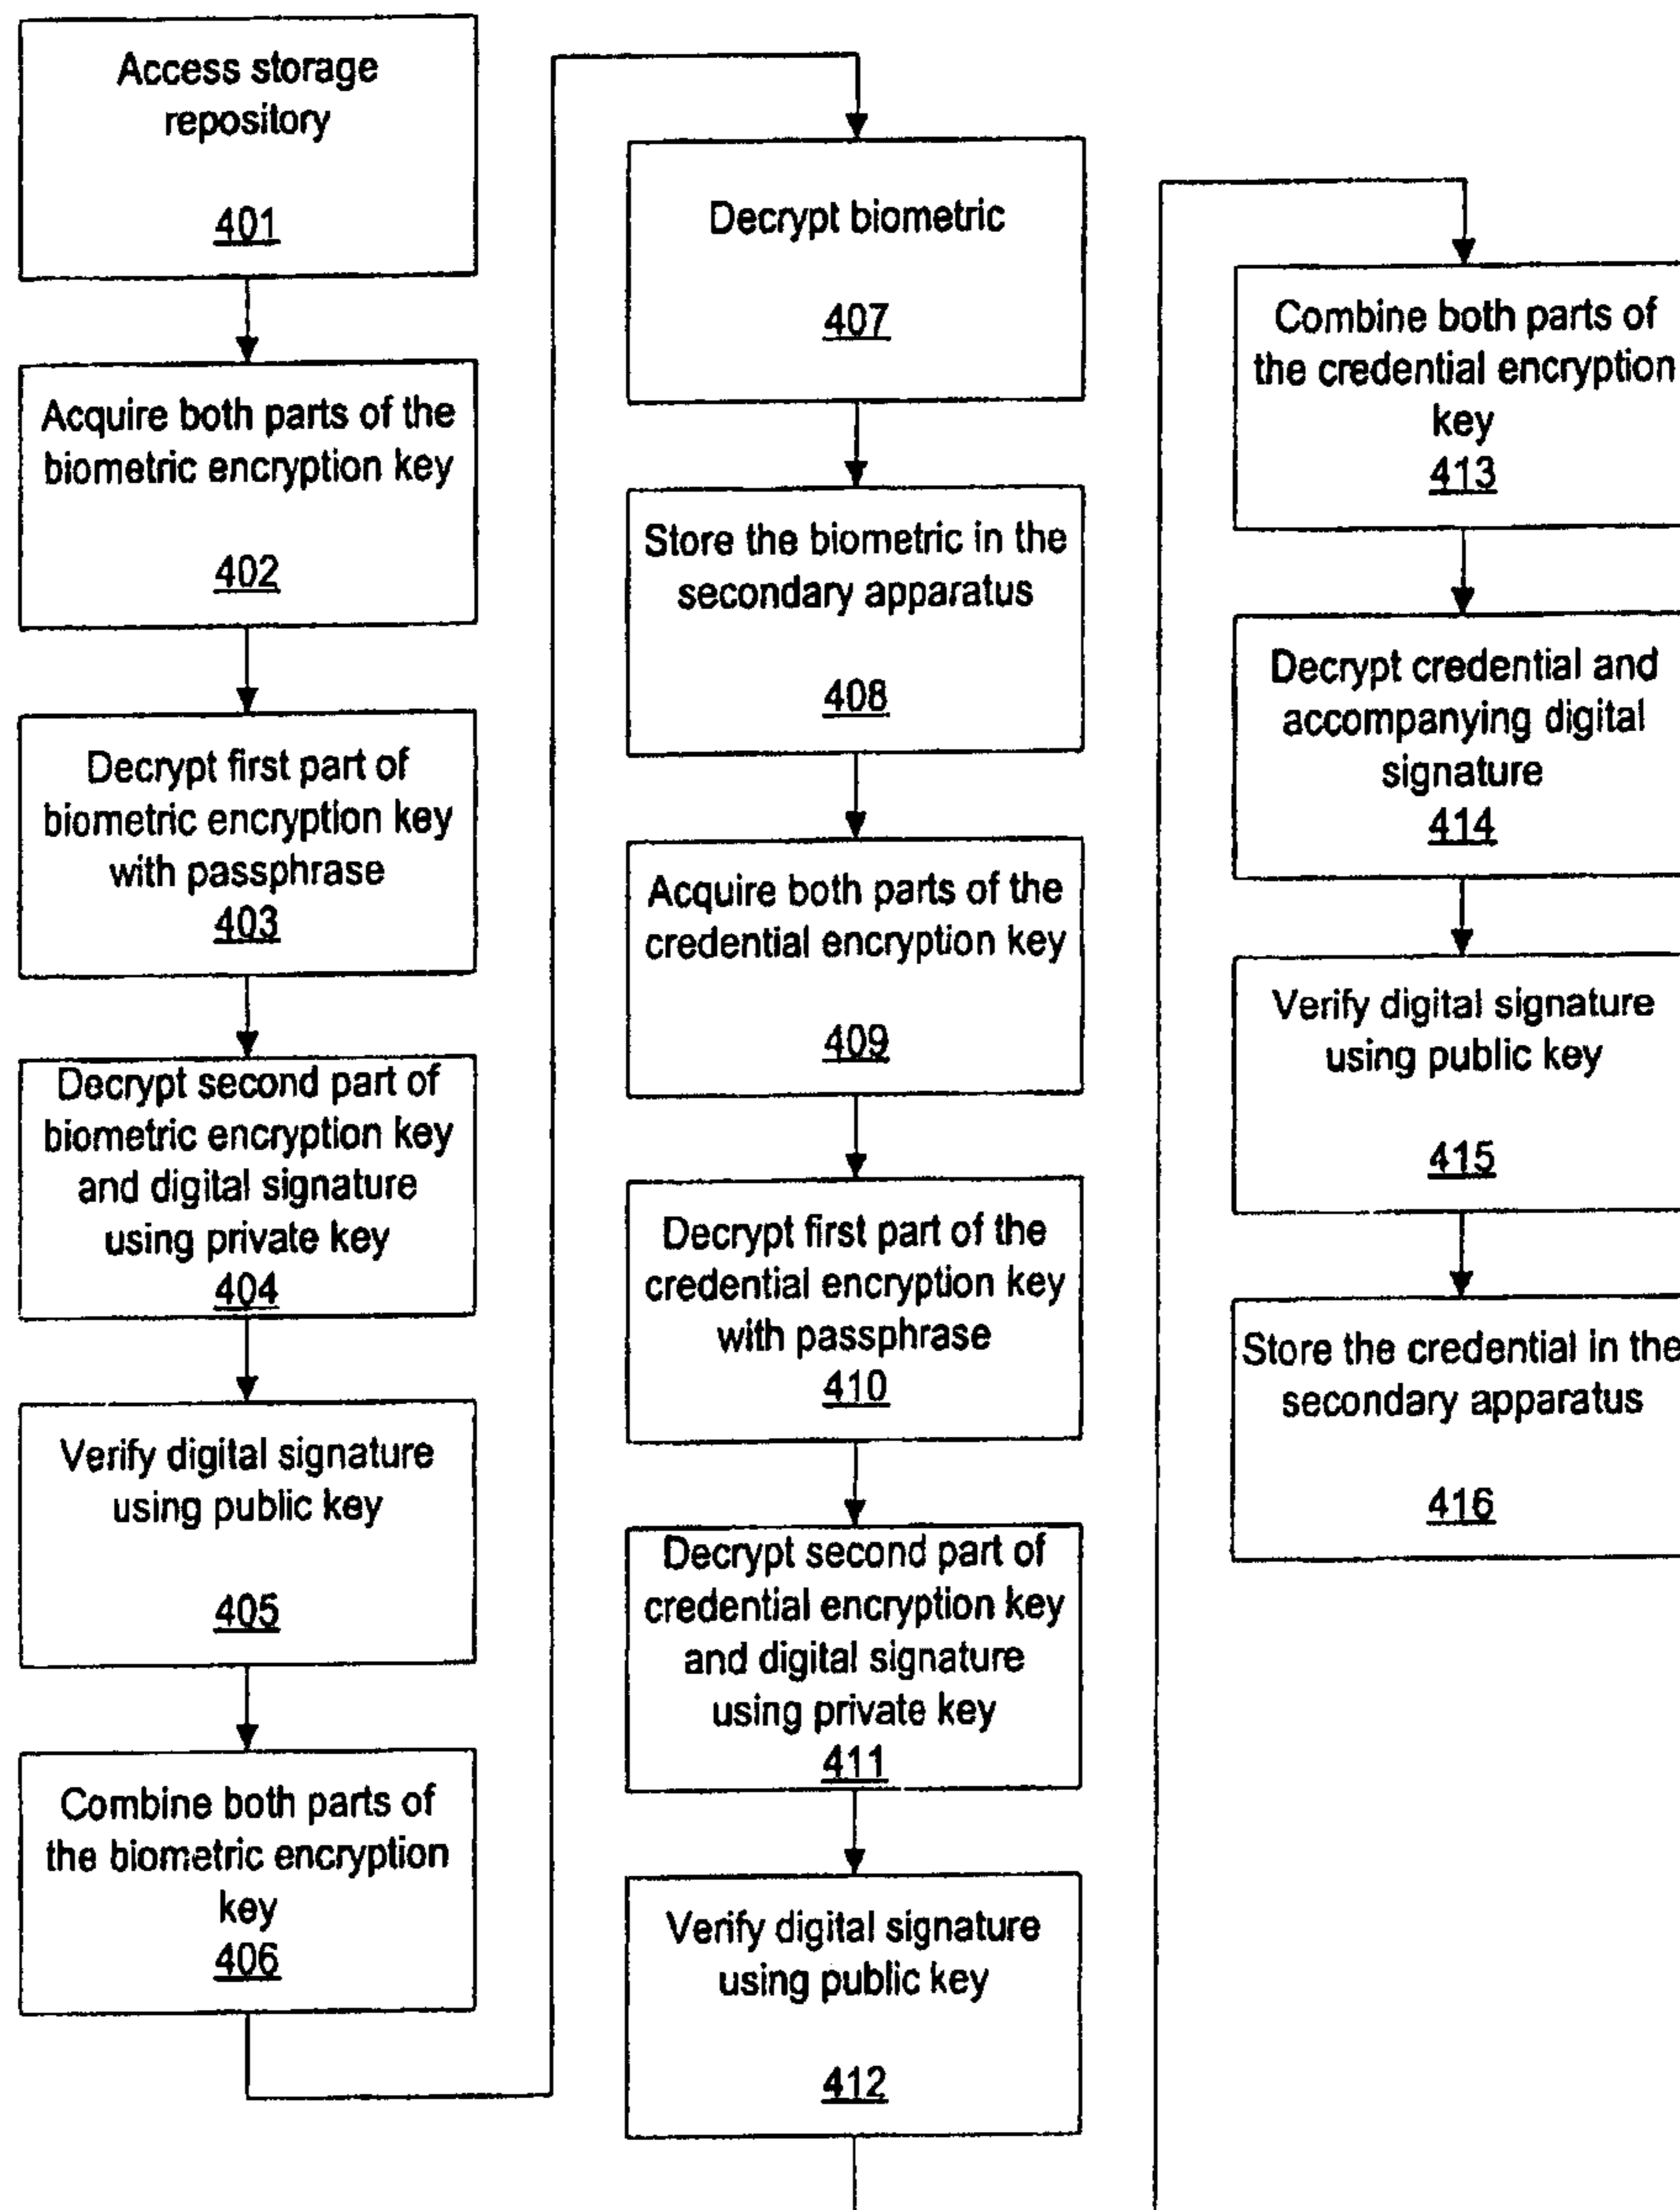 Access storage
repository
401
Acquire both parts of the
biometric encryption key
402
Decrypt first part of
biometric encryption key
with passphrase
403
Decrypt second part of
biometric encryption key
and digital signature
using private key
404
Verify digital signature
using public key
405
Combine both parts of
the biometric encryption
key
406
Decrypt biometric
407
Store the biometric in the
secondary apparatus
408
Acquire both parts of the
credential encryption key
409
Decrypt first part of the
credential encryption key
with passphrase
410
Decrypt second part of
credential encryption key
and digital signature
using private key
411
Verify digital signature
using public key
412
Combine both parts of
the credential encryption
key
413
Decrypt credential and
accompanying digital
signature
414
Verify digital signature
using public key
415
Store the credential in the
secondary apparatus
416